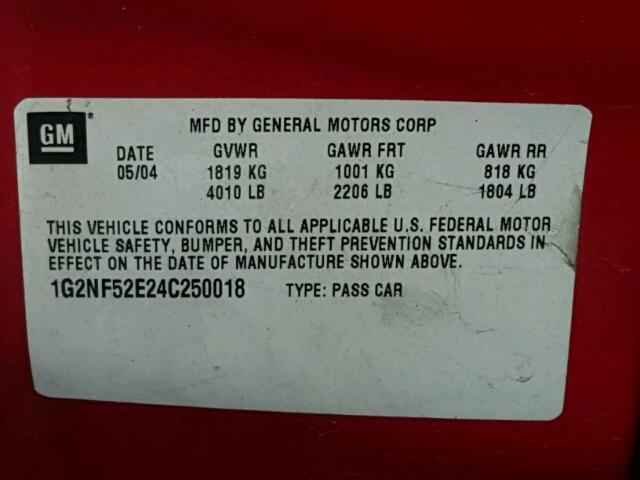 GM ®
MFD BY GENERAL MOTORS CORP
DATE GVWR GAWR FRT GAWR RR
05/04 1819 KG 1001 KG 818 KG
4010 LB 2206 LB 1804 LB
THIS VEHICLE CONFORMS TO ALL APPLICABLE U.S. FEDERAL MOTOR
VEHICLE SAFETY, BUMPER, AND THEFT PREVENTION STANDARDS IN
EFFECT ON THE DATE OF MANUFACTURE SHOWN ABOVE.
1G2NF52E24C250018 TYPE: PASS CAR